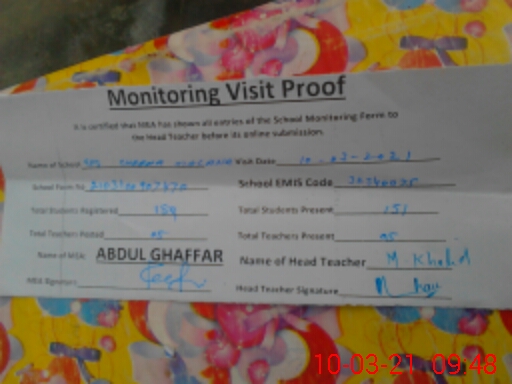 Monitoring Visit Proof
It is certified that MEA has shown all entries of the School Monitoring Form to
the Head Teacher before its online submission.
Name of School Visit Date 10-03-2021
School Form No School EMIS Code
Total Students Registered 159 Total Students Present 151
Total Teachers Posted 05 Total Teachers Present 05
Name of MEA: ABDUL GHAFFAR Name of Head Teacher M. Khalid
MEA Signature Head Teacher Signature
10-03-21 09:48